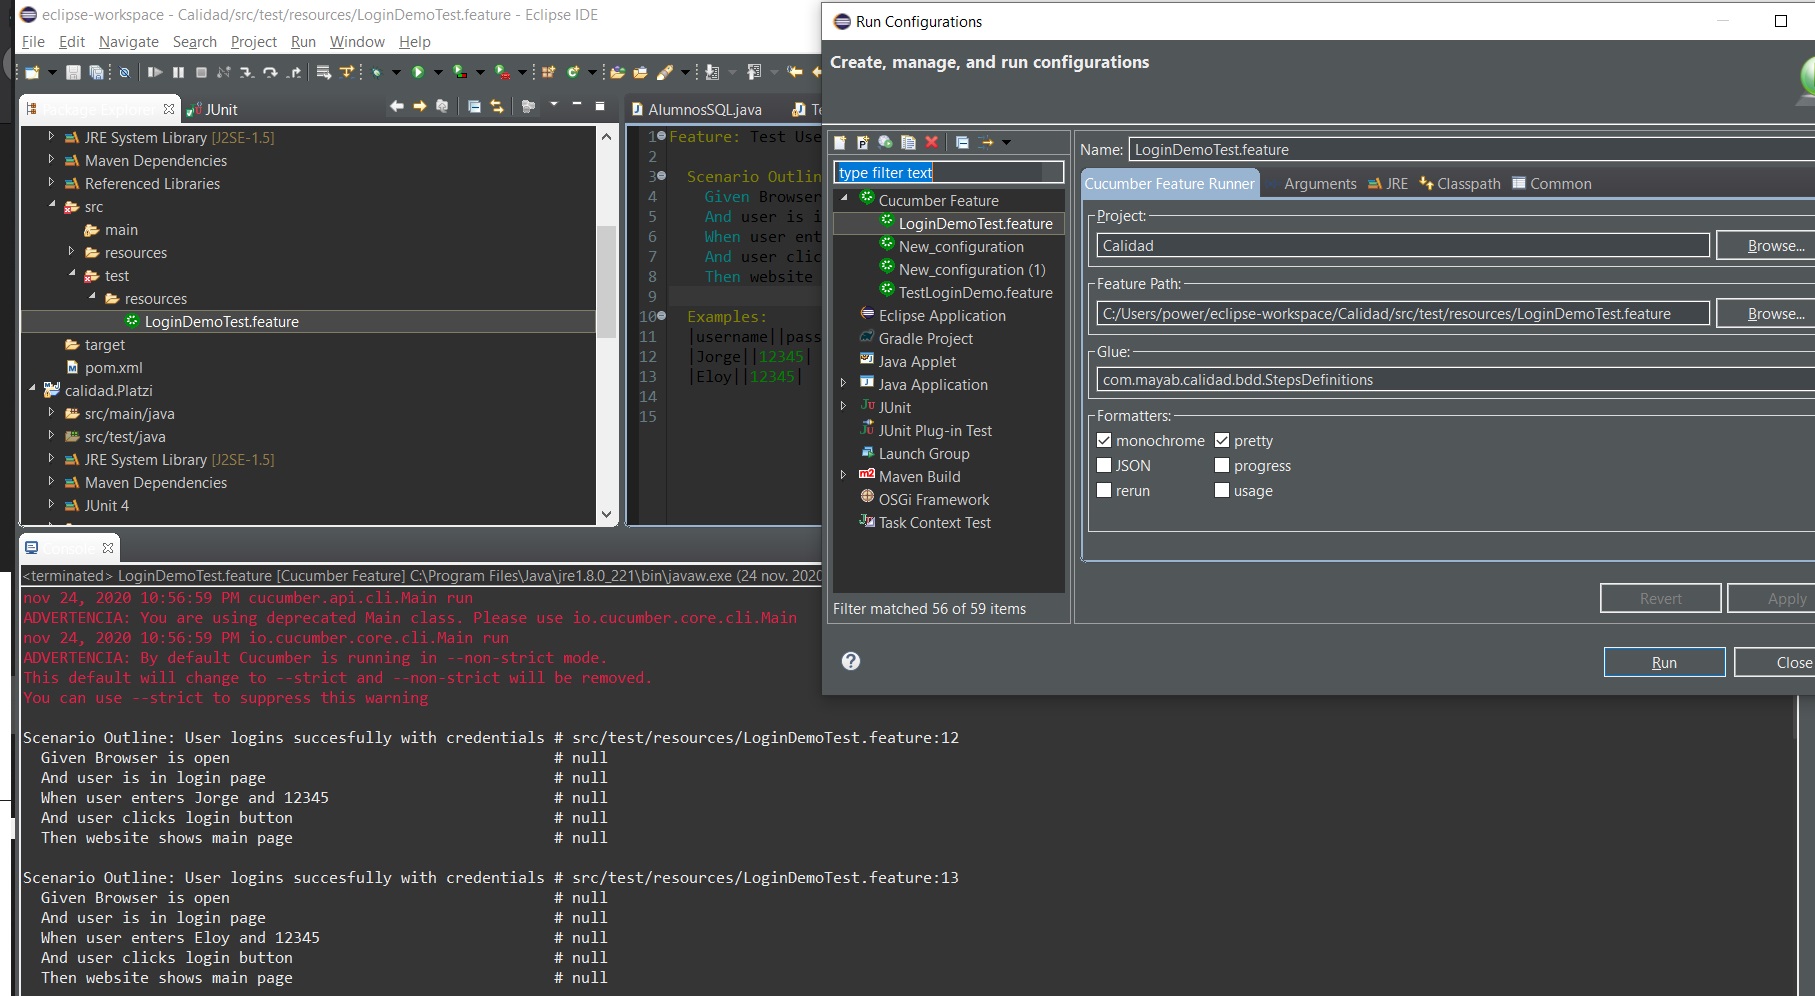 eclipse-workspace - Calidad/src/test/resources/LoginDemoTest.feature - Eclipse IDE
File Edit Navigate Search Project Run Window Help
Package Explorer
JUnit
JRE System Library [J2SE-1.5]
Maven Dependencies
Referenced Libraries
src
main
resources
test
resources
LoginDemoTest.feature
target
pom.xml
calidad.Platzi
src/main/java
src/test/java
JRE System Library [J2SE-1.5]
Maven Dependencies
JUnit 4
AlumnosSQL.java
1 Feature: Test Use
2
3 Scenario Outlin
4 Given Browser
5 And user is i
6 When user ent
7 And user clic
8 Then website
9
10 Examples:
11 |username||pass
12 |Jorge||12345|
13 |Eloy||12345|
14
15
Run Configurations
Create, manage, and run configurations
type filter text
Cucumber Feature
LoginDemoTest.feature
New_configuration
New_configuration (1)
TestLoginDemo.feature
Eclipse Application
Gradle Project
Java Applet
Java Application
JUnit
JUnit Plug-in Test
Launch Group
Maven Build
OSGi Framework
Task Context Test
Filter matched 56 of 59 items
Name: LoginDemoTest.feature
Cucumber Feature Runner Arguments JRE Classpath Common
Project:
Calidad
Browse...
Feature Path:
C:/Users/power/eclipse-workspace/Calidad/src/test/resources/LoginDemoTest.feature
Browse...
Glue:
com.mayab.calidad.bdd.StepsDefinitions
Formatters:
monochrome pretty
JSON progress
rerun usage
Revert Apply
Run Close
Console
<terminated> LoginDemoTest.feature [Cucumber Feature] C:\Program Files\Java\jre1.8.0_221\bin\javaw.exe (24 nov. 2020
nov 24, 2020 10:56:59 PM cucumber.api.cli.Main run
ADVERTENCIA: You are using deprecated Main class. Please use io.cucumber.core.cli.Main
nov 24, 2020 10:56:59 PM io.cucumber.core.cli.Main run
ADVERTENCIA: By default Cucumber is running in --non-strict mode.
This default will change to --strict and --non-strict will be removed.
You can use --strict to suppress this warning
Scenario Outline: User logins succesfully with credentials # src/test/resources/LoginDemoTest.feature:12
Given Browser is open # null
And user is in login page # null
When user enters Jorge and 12345 # null
And user clicks login button # null
Then website shows main page # null
Scenario Outline: User logins succesfully with credentials # src/test/resources/LoginDemoTest.feature:13
Given Browser is open # null
And user is in login page # null
When user enters Eloy and 12345 # null
And user clicks login button # null
Then website shows main page # null